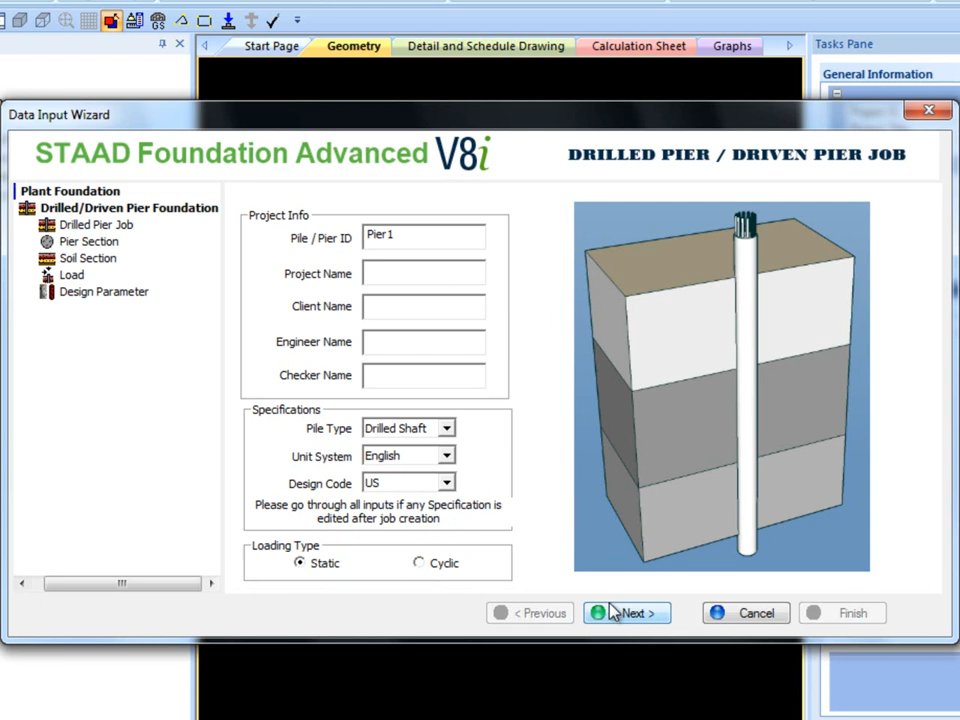 GS
Start Page
Geometry
Detail and Schedule Drawing
Calculation Sheet
Graphs
Tasks Pane
General Information
Data Input Wizard
STAAD Foundation Advanced V8i
DRILLED PIER / DRIVEN PIER JOB
Plant Foundation
Drilled/Driven Pier Foundation
Drilled Pier Job
Pier Section
Soil Section
Load
Design Parameter
Project Info
Pile / Pier ID
Pier1
Project Name
Client Name
Engineer Name
Checker Name
Specifications
Pile Type
Drilled Shaft
Unit System
English
Design Code
US
Please go through all inputs if any Specification is
edited after job creation
Loading Type
Static
Cyclic
< Previous
Next >
Cancel
Finish